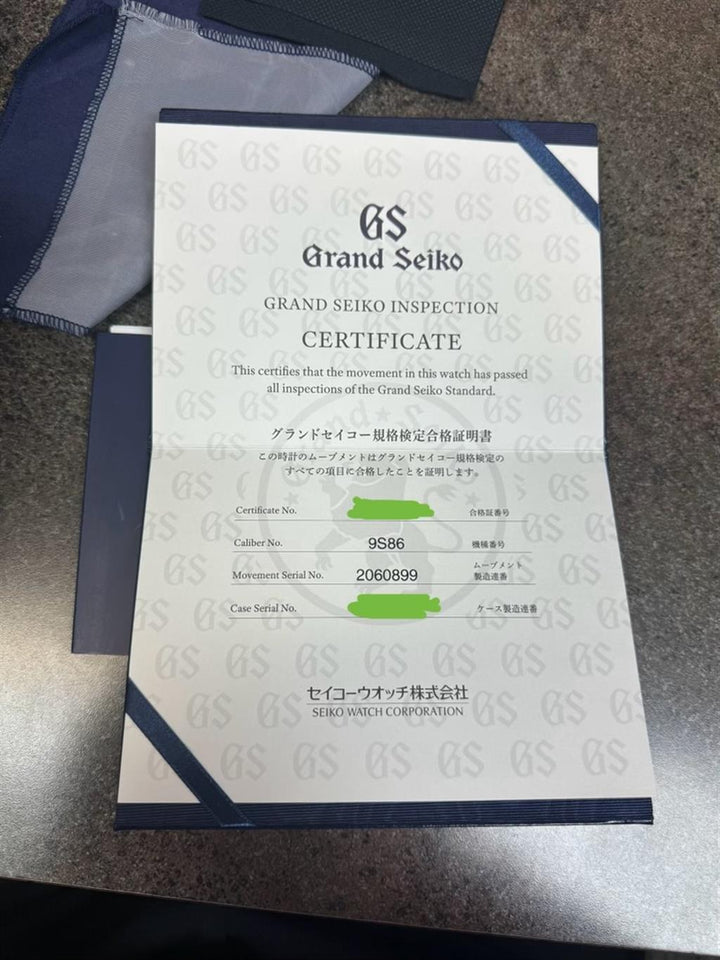 GS
Grand Seiko
GRAND SEIKO INSPECTION
CERTIFICATE
This certifies that the movement in this watch has passed
all inspections of the Grand Seiko Standard.
グランドセイコー規格検定合格証明書
この時計のムーブメントはグランドセイコー規格検定の
すべての項目に合格したことを証明します。
Certificate No. 合格証番号
Caliber No. 9S86 機種番号
Movement Serial No. 2060899 ムーブメント
製造連番
Case Serial No. ケース製造連番
セイコーウオッチ株式会社
SEIKO WATCH CORPORATION